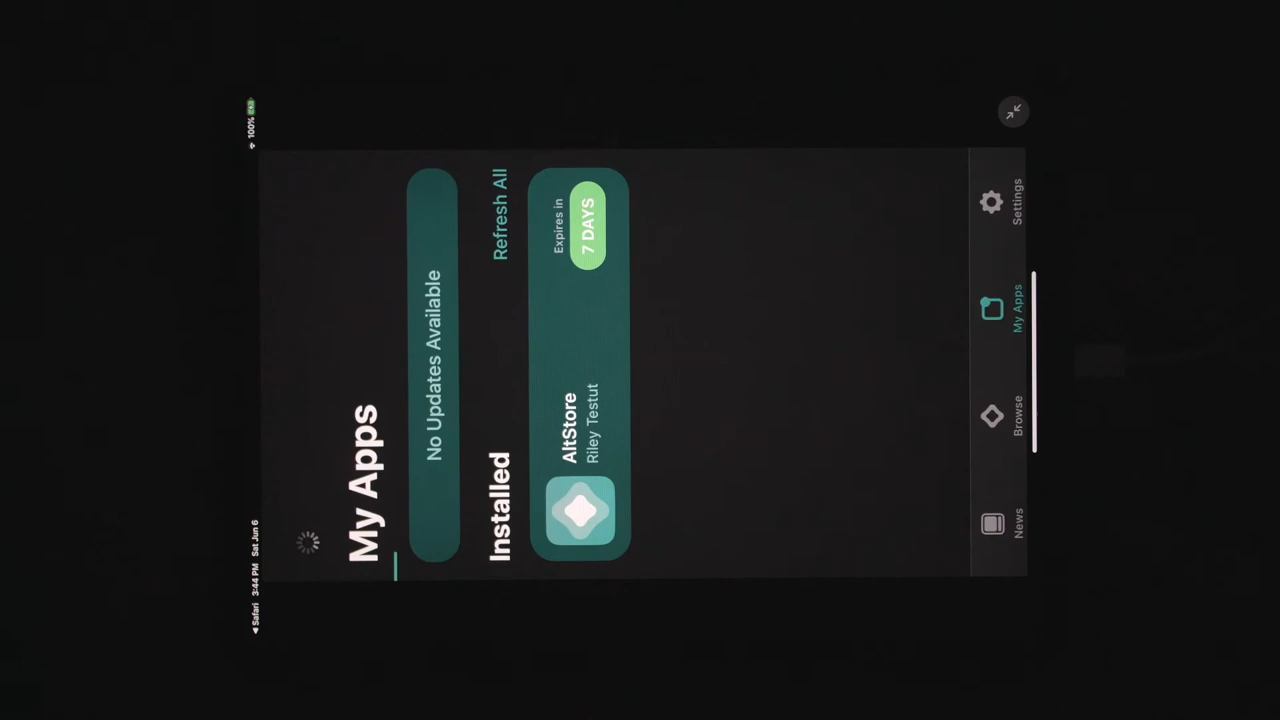 Safari 3:44 PM Sat Jun 6
100%
My Apps
No Updates Available
Installed
Refresh All
AltStore
Riley Testut
Expires in
7 DAYS
News
Browse
My Apps
Settings